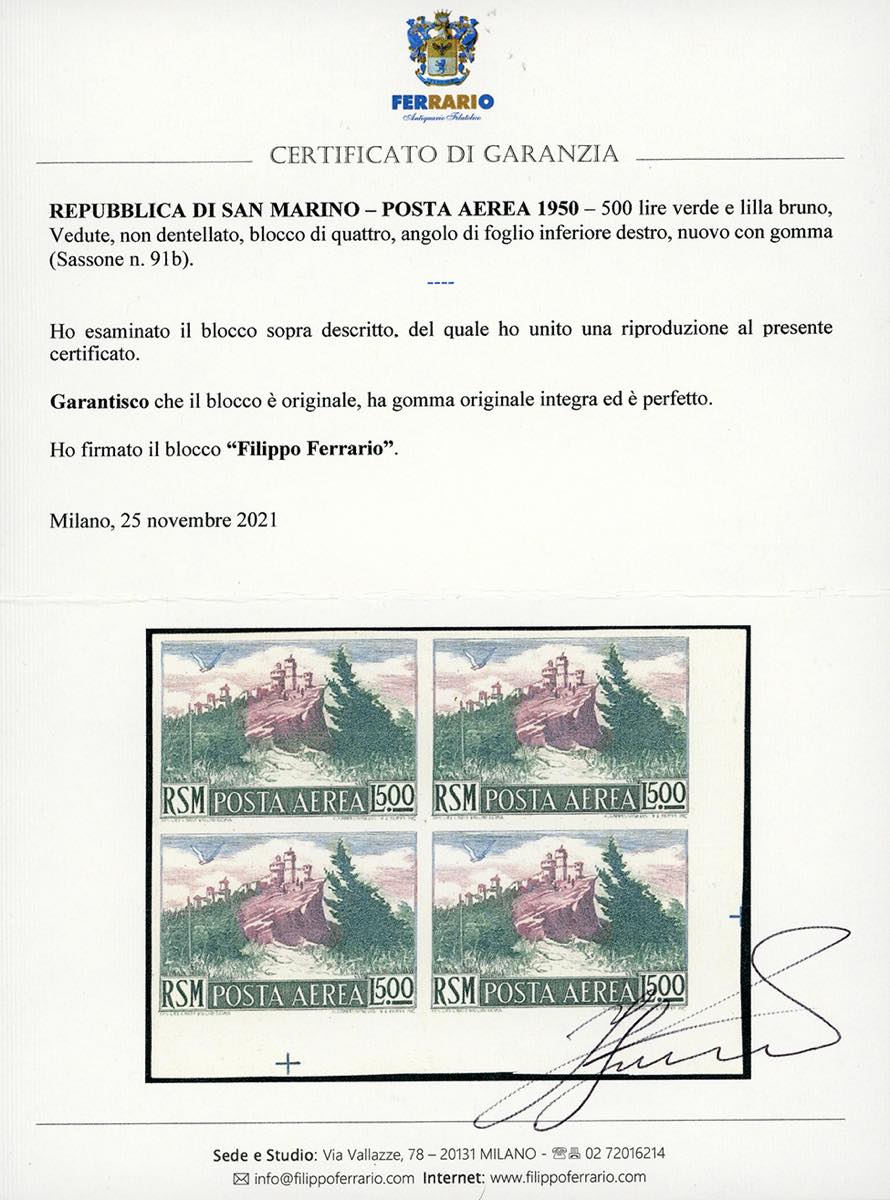 FERRARIO
Antiquario Filatelico
CERTIFICATO DI GARANZIA
REPUBBLICA DI SAN MARINO – POSTA AEREA 1950 – 500 lire verde e lilla bruno,
Vedute, non dentellato, blocco di quattro, angolo di foglio inferiore destro, nuovo con gomma
(Sassone n. 91b).
----
Ho esaminato il blocco sopra descritto, del quale ho unito una riproduzione al presente
certificato.
Garantisco che il blocco è originale, ha gomma originale integra ed è perfetto.
Ho firmato il blocco “Filippo Ferrario”.
Milano, 25 novembre 2021
RSM POSTA AEREA L500
RSM POSTA AEREA L500
RSM POSTA AEREA L500
RSM POSTA AEREA L500
Sede e Studio: Via Vallazze, 78 – 20131 MILANO - 02 72016214
info@filippoferrario.com Internet: www.filippoferrario.com